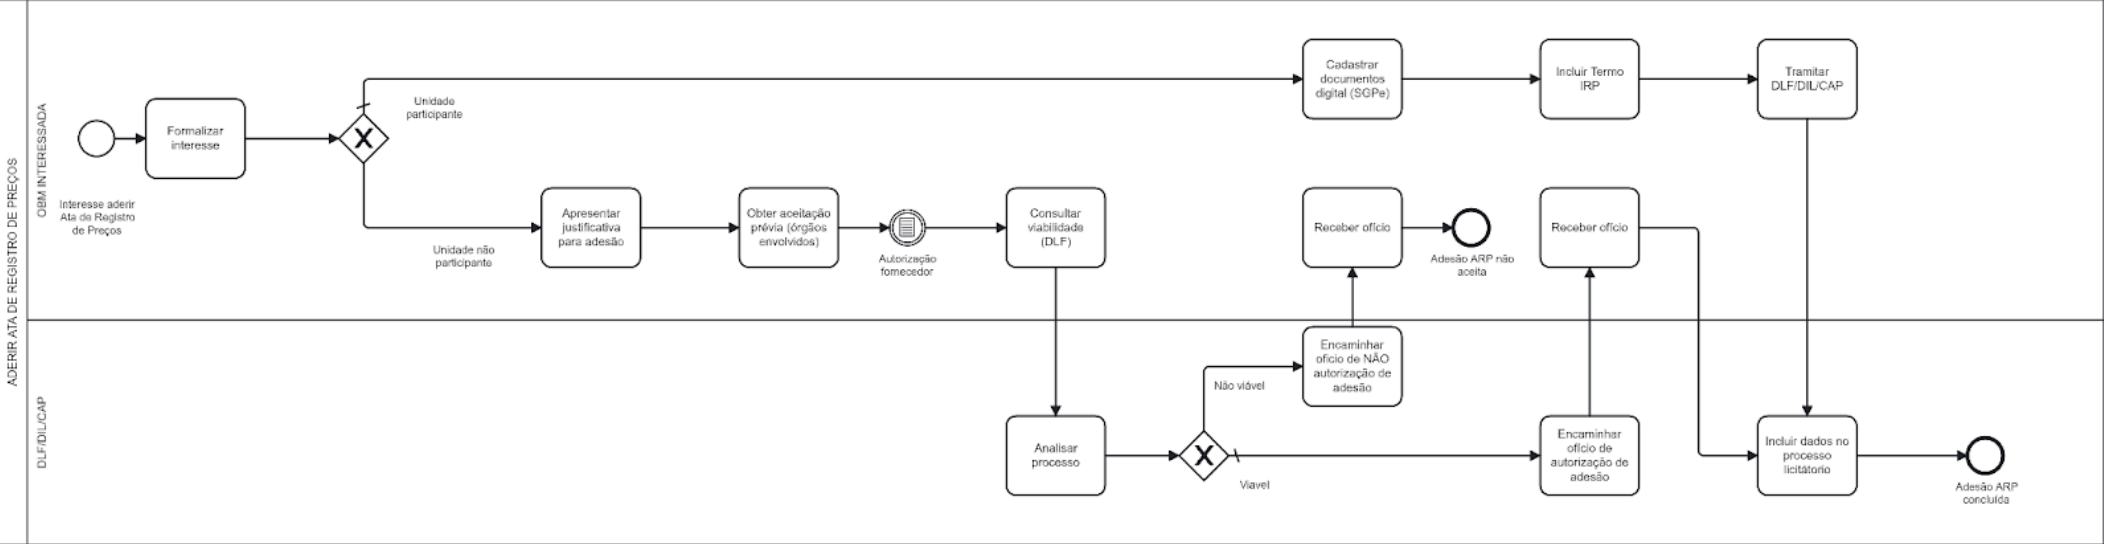 ADERIR ATA DE REGISTRO DE PREÇOS
OBM INTERESSADA
Interesse aderir
Ata de Registro
de Preços
Formalizar
interesse
Unidade
participante
Cadastrar
documentos
digital (SGPe)
Incluir Termo
IRP
Tramitar
DLF/DIL/CAP
Unidade não
participante
Apresentar
justificativa
para adesão
Obter aceitação
prévia (órgãos
envolvidos)
Autorização
fornecedor
Consultar
viabilidade
(DLF)
Receber ofício
Adesão ARP não
aceita
Receber ofício
DLF/DIL/CAP
Analisar
processo
Não viável
Viavel
Encaminhar
ofício de NÃO
autorização de
adesão
Encaminhar
ofício de
autorização de
adesão
Incluir dados no
processo
licitátório
Adesão ARP
concluída